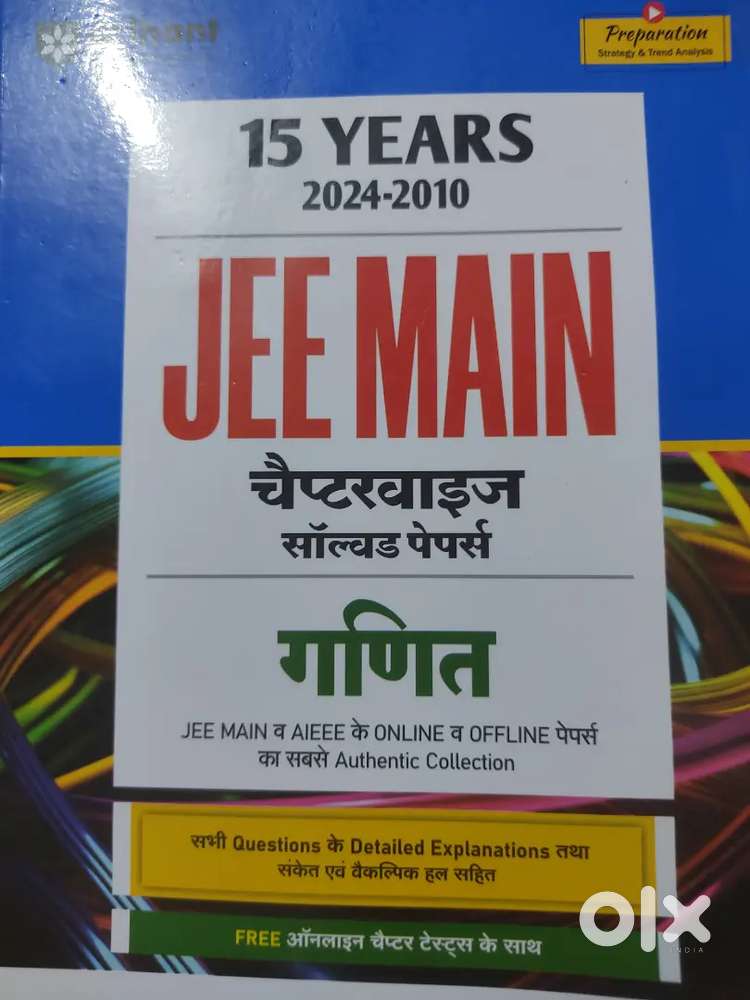 Preparation
Strategy & Trend Analysis
15 YEARS
2024-2010
JEE MAIN
चैप्टरवाइज
सॉल्वड पेपर्स
गणित
JEE MAIN व AIEEE के ONLINE व OFFLINE पेपर्स
का सबसे Authentic Collection
सभी Questions के Detailed Explanations तथा
संकेत एवं वैकल्पिक हल सहित
FREE ऑनलाइन चैप्टर टेस्ट्स के साथ
olx
INDIA